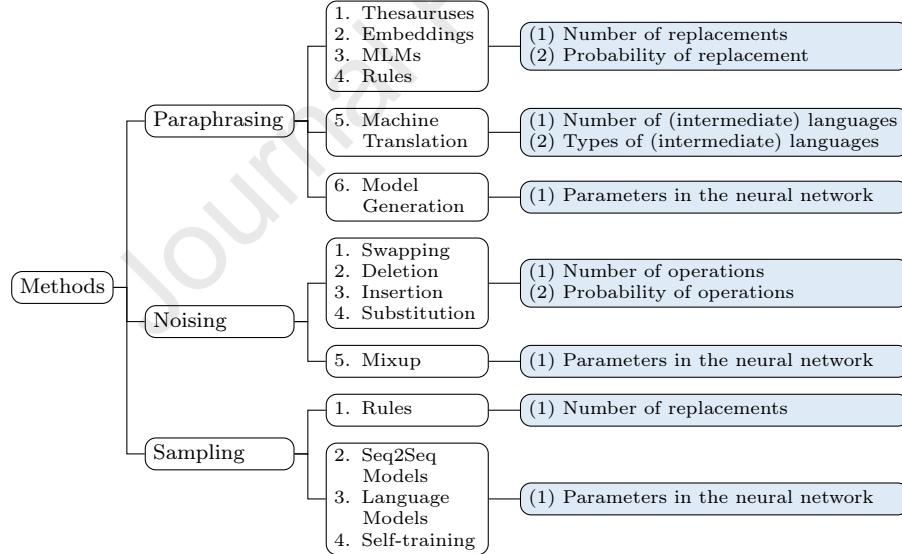 Methods
Paraphrasing
1. Thesauruses
2. Embeddings
3. MLMs
4. Rules
(1) Number of replacements
(2) Probability of replacement
5. Machine
Translation
(1) Number of (intermediate) languages
(2) Types of (intermediate) languages
6. Model
Generation
(1) Parameters in the neural network
Noising
1. Swapping
2. Deletion
3. Insertion
4. Substitution
(1) Number of operations
(2) Probability of operations
5. Mixup
(1) Parameters in the neural network
Sampling
1. Rules
(1) Number of replacements
2. Seq2Seq
Models
3. Language
Models
4. Self-training
(1) Parameters in the neural network
Journal